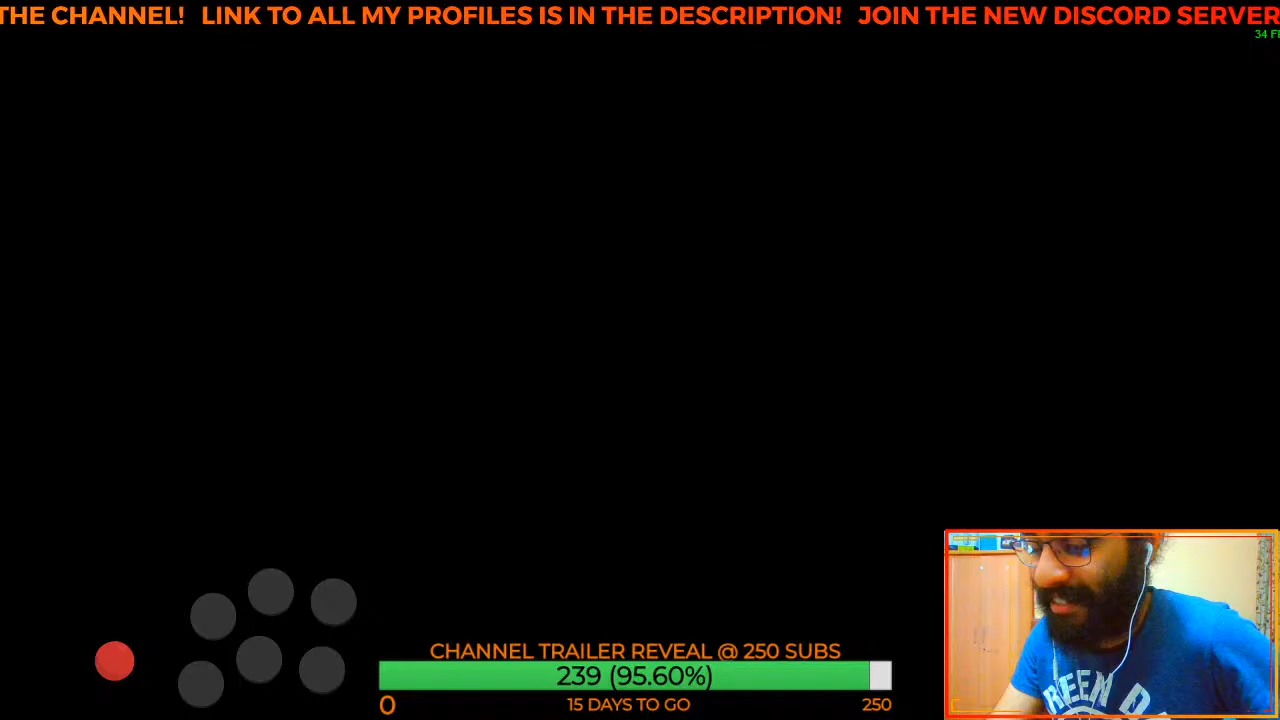 THE CHANNEL! LINK TO ALL MY PROFILES IS IN THE DESCRIPTION! JOIN THE NEW DISCORD SERVER
34
CHANNEL TRAILER REVEAL @ 250 SUBS
239 (95.60%)
0 15 DAYS TO GO 250